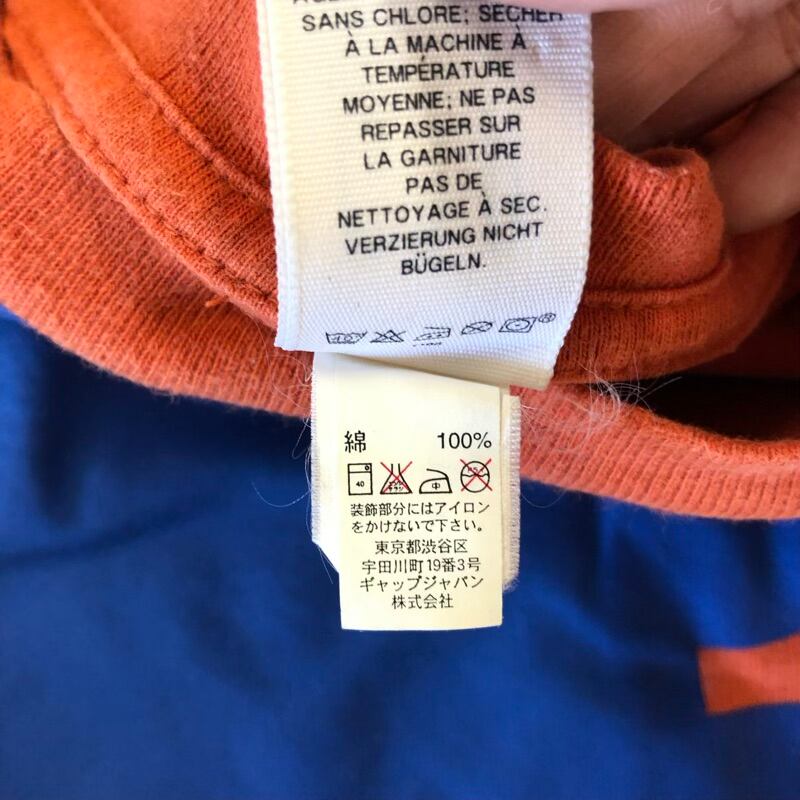 SANS CHLORE; SÉCHER
À LA MACHINE À
TEMPÉRATURE
MOYENNE; NE PAS
REPASSER SUR
LA GARNITURE
PAS DE
NETTOYAGE À SEC.
VERZIERUNG NICHT
BÜGELN.
綿 100%
40 中
装飾部分にはアイロン
をかけないで下さい。
東京都渋谷区
宇田川町19番3号
ギャップジャパン
株式会社